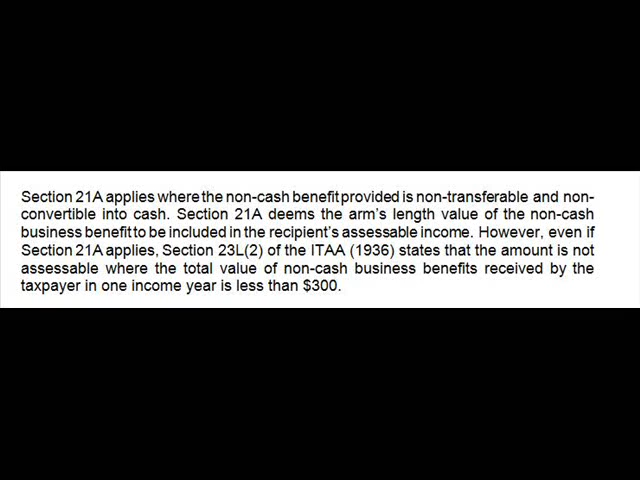 Section 21A applies where the non-cash benefit provided is non-transferable and non-
convertible into cash. Section 21A deems the arm's length value of the non-cash
business benefit to be included in the recipient's assessable income. However, even if
Section 21A applies, Section 23L(2) of the ITAA (1936) states that the amount is not
assessable where the total value of non-cash business benefits received by the
taxpayer in one income year is less than $300.